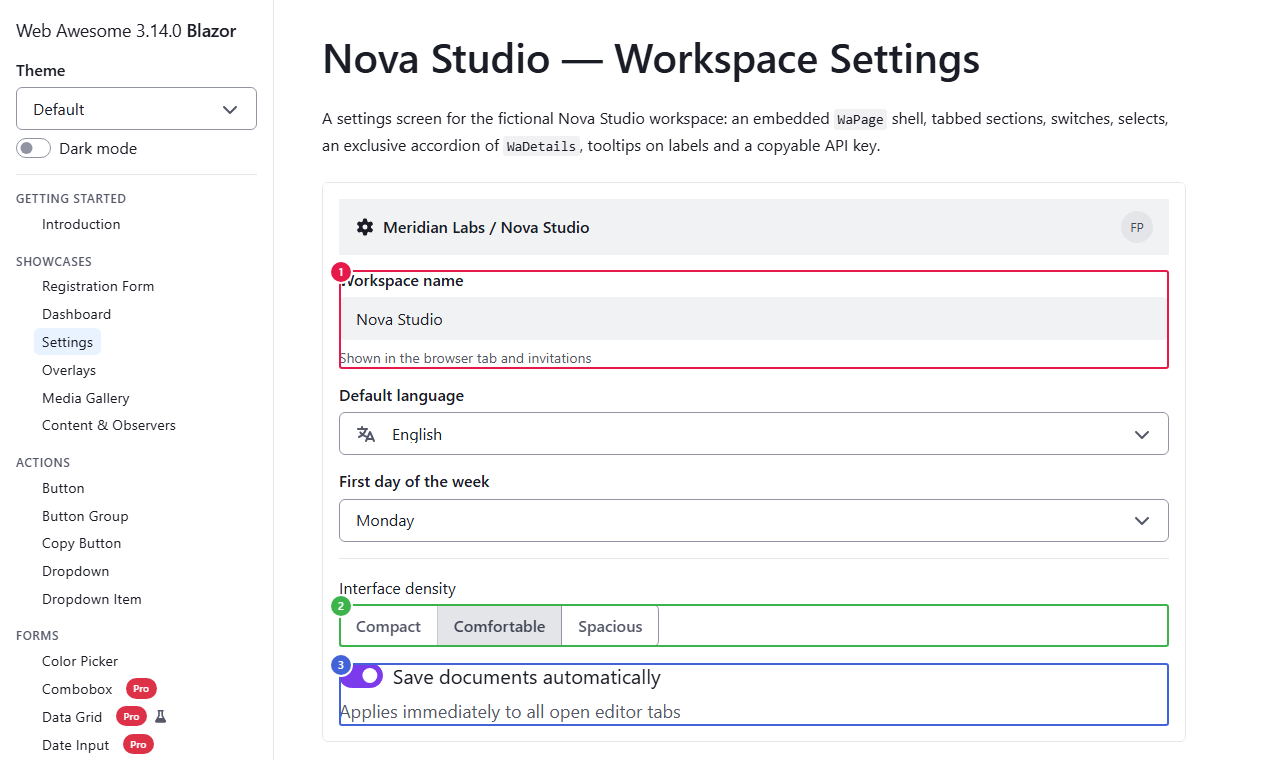 Web Awesome 3.14.0 Blazor
Theme
Default
Dark mode
GETTING STARTED
Introduction
SHOWCASES
Registration Form
Dashboard
Settings
Overlays
Media Gallery
Content & Observers
ACTIONS
Button
Button Group
Copy Button
Dropdown
Dropdown Item
FORMS
Color Picker
Combobox Pro
Data Grid Pro
Date Input Pro
Nova Studio — Workspace Settings
A settings screen for the fictional Nova Studio workspace: an embedded WaPage shell, tabbed sections, switches, selects,
an exclusive accordion of WaDetails, tooltips on labels and a copyable API key.
Meridian Labs / Nova Studio
FP
1
Workspace name
Nova Studio
Shown in the browser tab and invitations
Default language
English
First day of the week
Monday
Interface density
2
Compact Comfortable Spacious
3
Save documents automatically
Applies immediately to all open editor tabs